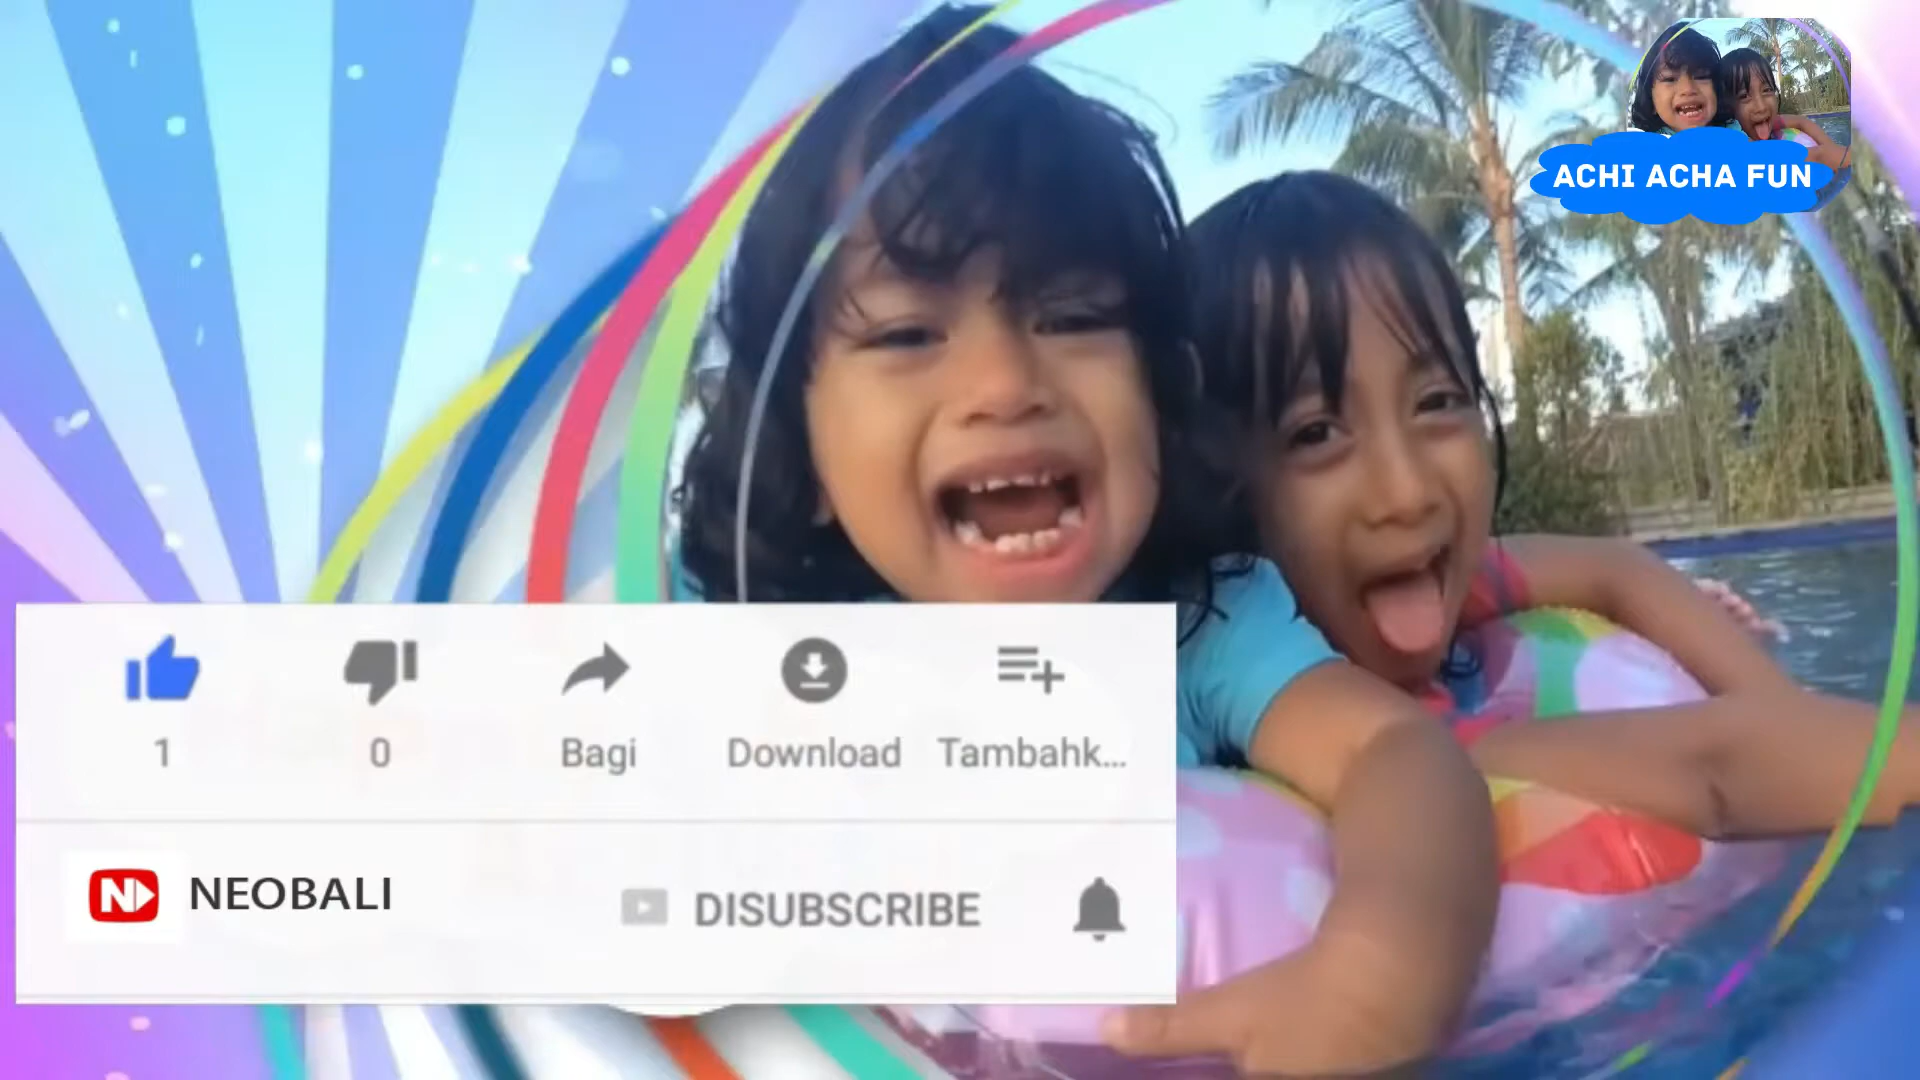 ACHI ACHA FUN
1
0
Bagi
Download
Tambahk...
NEOBALI
DISUBSCRIBE